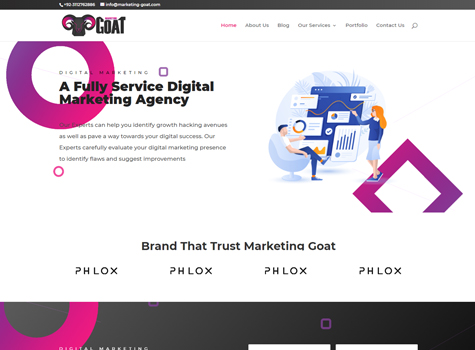 +92-3112762886 info@marketing-goat.com
MARKETING
GOAT
Home About Us Blog Our Services Portfolio Contact Us
DIGITAL MARKETING
A Fully Service Digital
Marketing Agency
Our Experts can help you identify growth hacking avenues
as well as pave a way towards your digital success. Our
Experts carefully evaluate your digital marketing presence
to identify flaws and suggest improvements
Brand That Trust Marketing Goat
PHLOX PHLOX PHLOX PHLOX
DIGITAL MARKETING